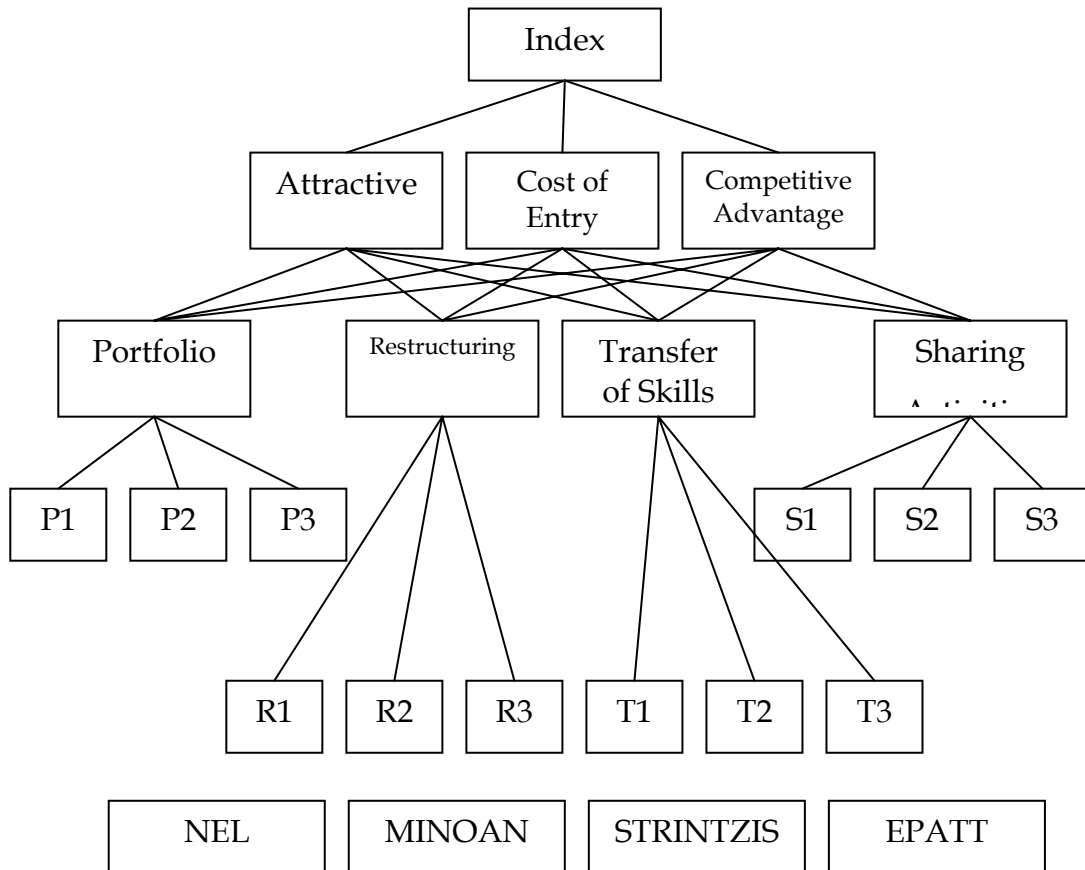 Index
Attractive
Cost of
Entry
Competitive
Advantage
Portfolio
Restructuring
Transfer
of Skills
Sharing
P1
P2
P3
S1
S2
S3
R1
R2
R3
T1
T2
T3
NEL
MINOAN
STRINTZIS
EPATT